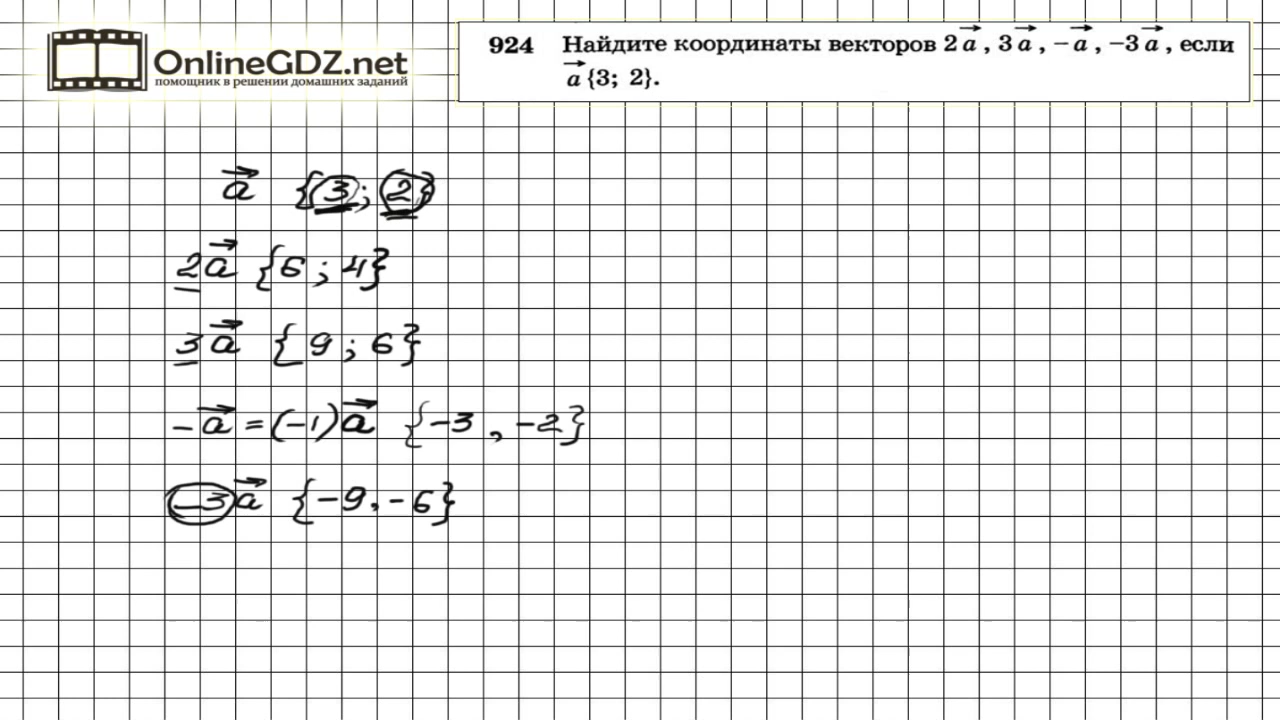 OnlineGDZ.net
помощник в решении домашних заданий
924 Найдите координаты векторов 2a⃗, 3a⃗, −a⃗, −3a⃗, если
a⃗ {3; 2}.
a⃗ {3; 2}
2a⃗ {6; 4}
3a⃗ {9; 6}
-a⃗ = (-1)a⃗ {-3, -2}
-3a⃗ {-9, -6}